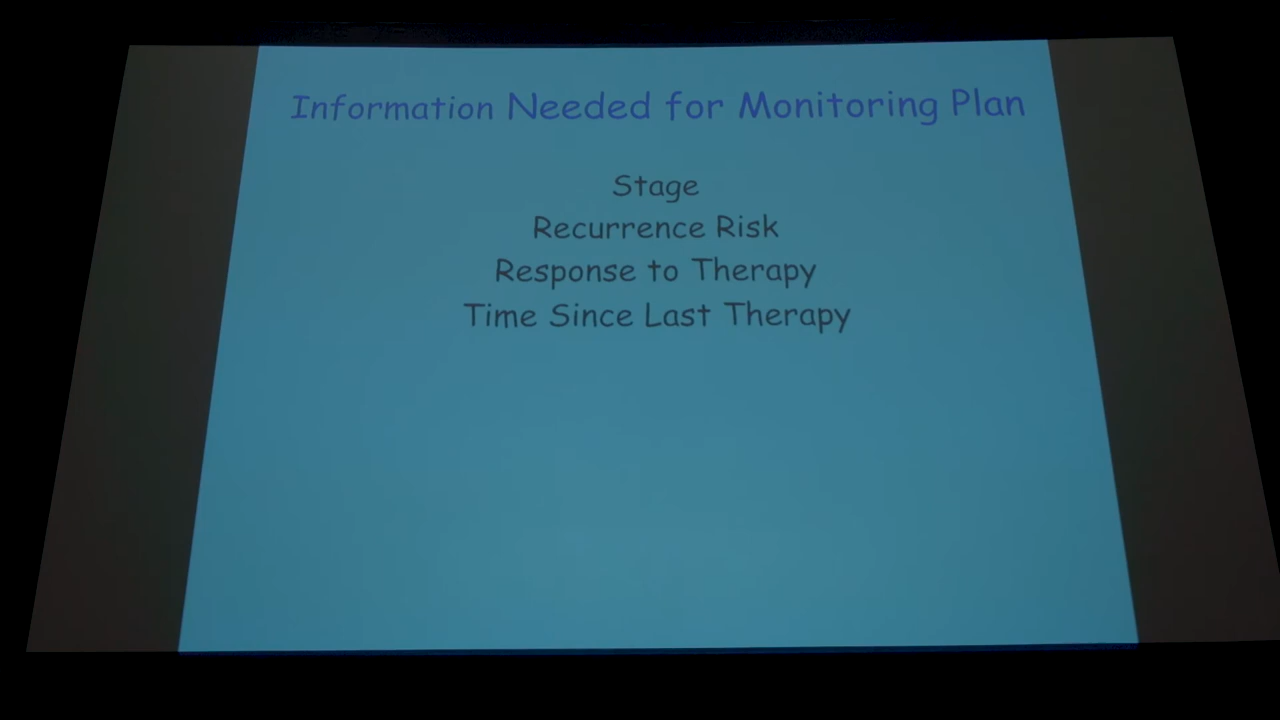 Information Needed for Monitoring Plan
Stage
Recurrence Risk
Response to Therapy
Time Since Last Therapy